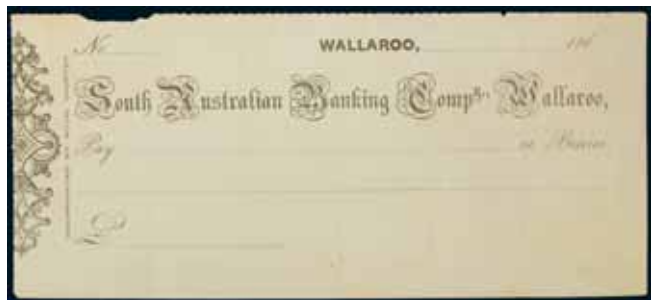 No WALLAROO, 186
South Australian Banking Compy. Wallaroo,
Pay or Bearer
£